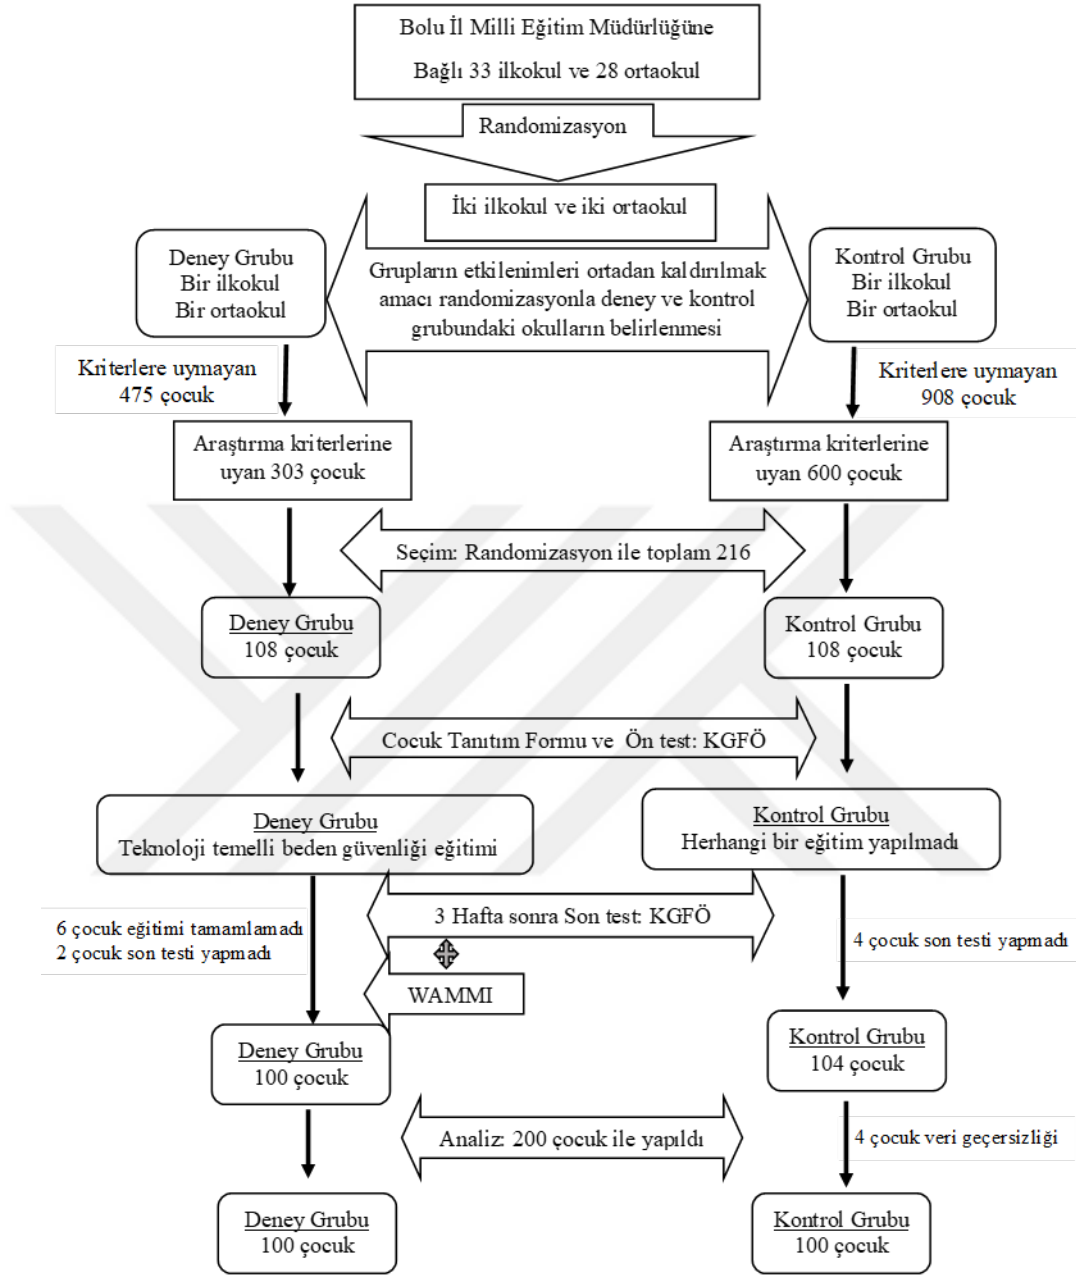 Bolu İl Milli Eğitim Müdürlüğüne
Bağlı 33 ilkokul ve 28 ortaokul
Randomizasyon
İki ilkokul ve iki ortaokul
Deney Grubu
Bir ilkokul
Bir ortaokul
Grupların etkilenimleri ortadan kaldırılmak
amacı randomizasyonla deney ve kontrol
grubundaki okulların belirlenmesi
Kontrol Grubu
Bir ilkokul
Bir ortaokul
Kriterlere uymayan
475 çocuk
Kriterlere uymayan
908 çocuk
Araştırma kriterlerine
uyan 303 çocuk
Araştırma kriterlerine
uyan 600 çocuk
Seçim: Randomizasyon ile toplam 216
Deney Grubu
108 çocuk
Kontrol Grubu
108 çocuk
Cocuk Tanıtım Formu ve Ön test: KGFÖ
Deney Grubu
Teknoloji temelli beden güvenliği eğitimi
Kontrol Grubu
Herhangi bir eğitim yapılmadı
6 çocuk eğitimi tamamlamadı
2 çocuk son testi yapmadı
3 Hafta sonra Son test: KGFÖ
4 çocuk son testi yapmadı
WAMMI
Deney Grubu
100 çocuk
Kontrol Grubu
104 çocuk
Analiz: 200 çocuk ile yapıldı
4 çocuk veri geçersizliği
Deney Grubu
100 çocuk
Kontrol Grubu
100 çocuk